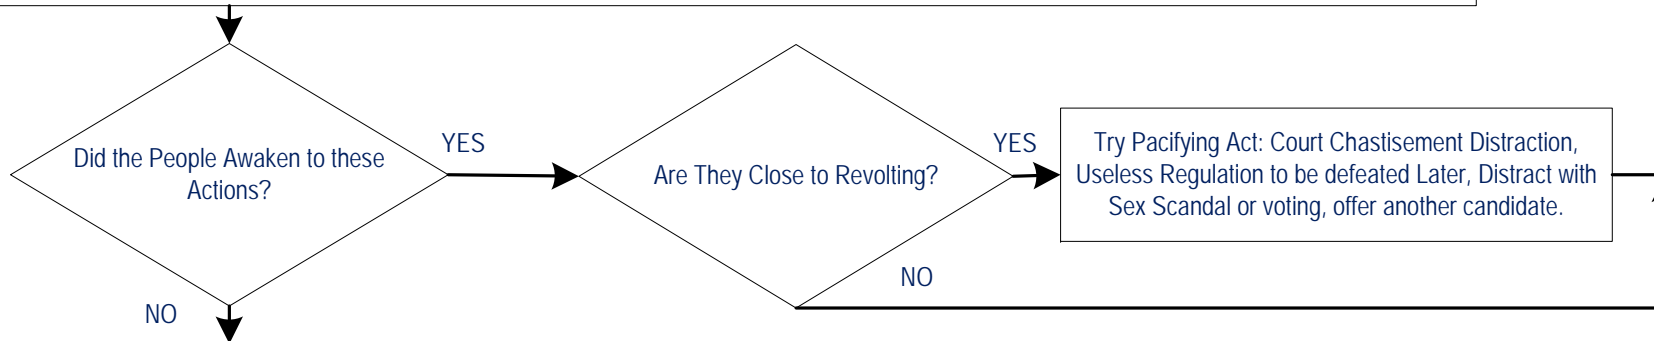 Did the People Awaken to these
Actions?
YES
Are They Close to Revolting?
YES
Try Pacifying Act: Court Chastisement Distraction,
Useless Regulation to be defeated Later, Distract with
Sex Scandal or voting, offer another candidate.
NO
NO